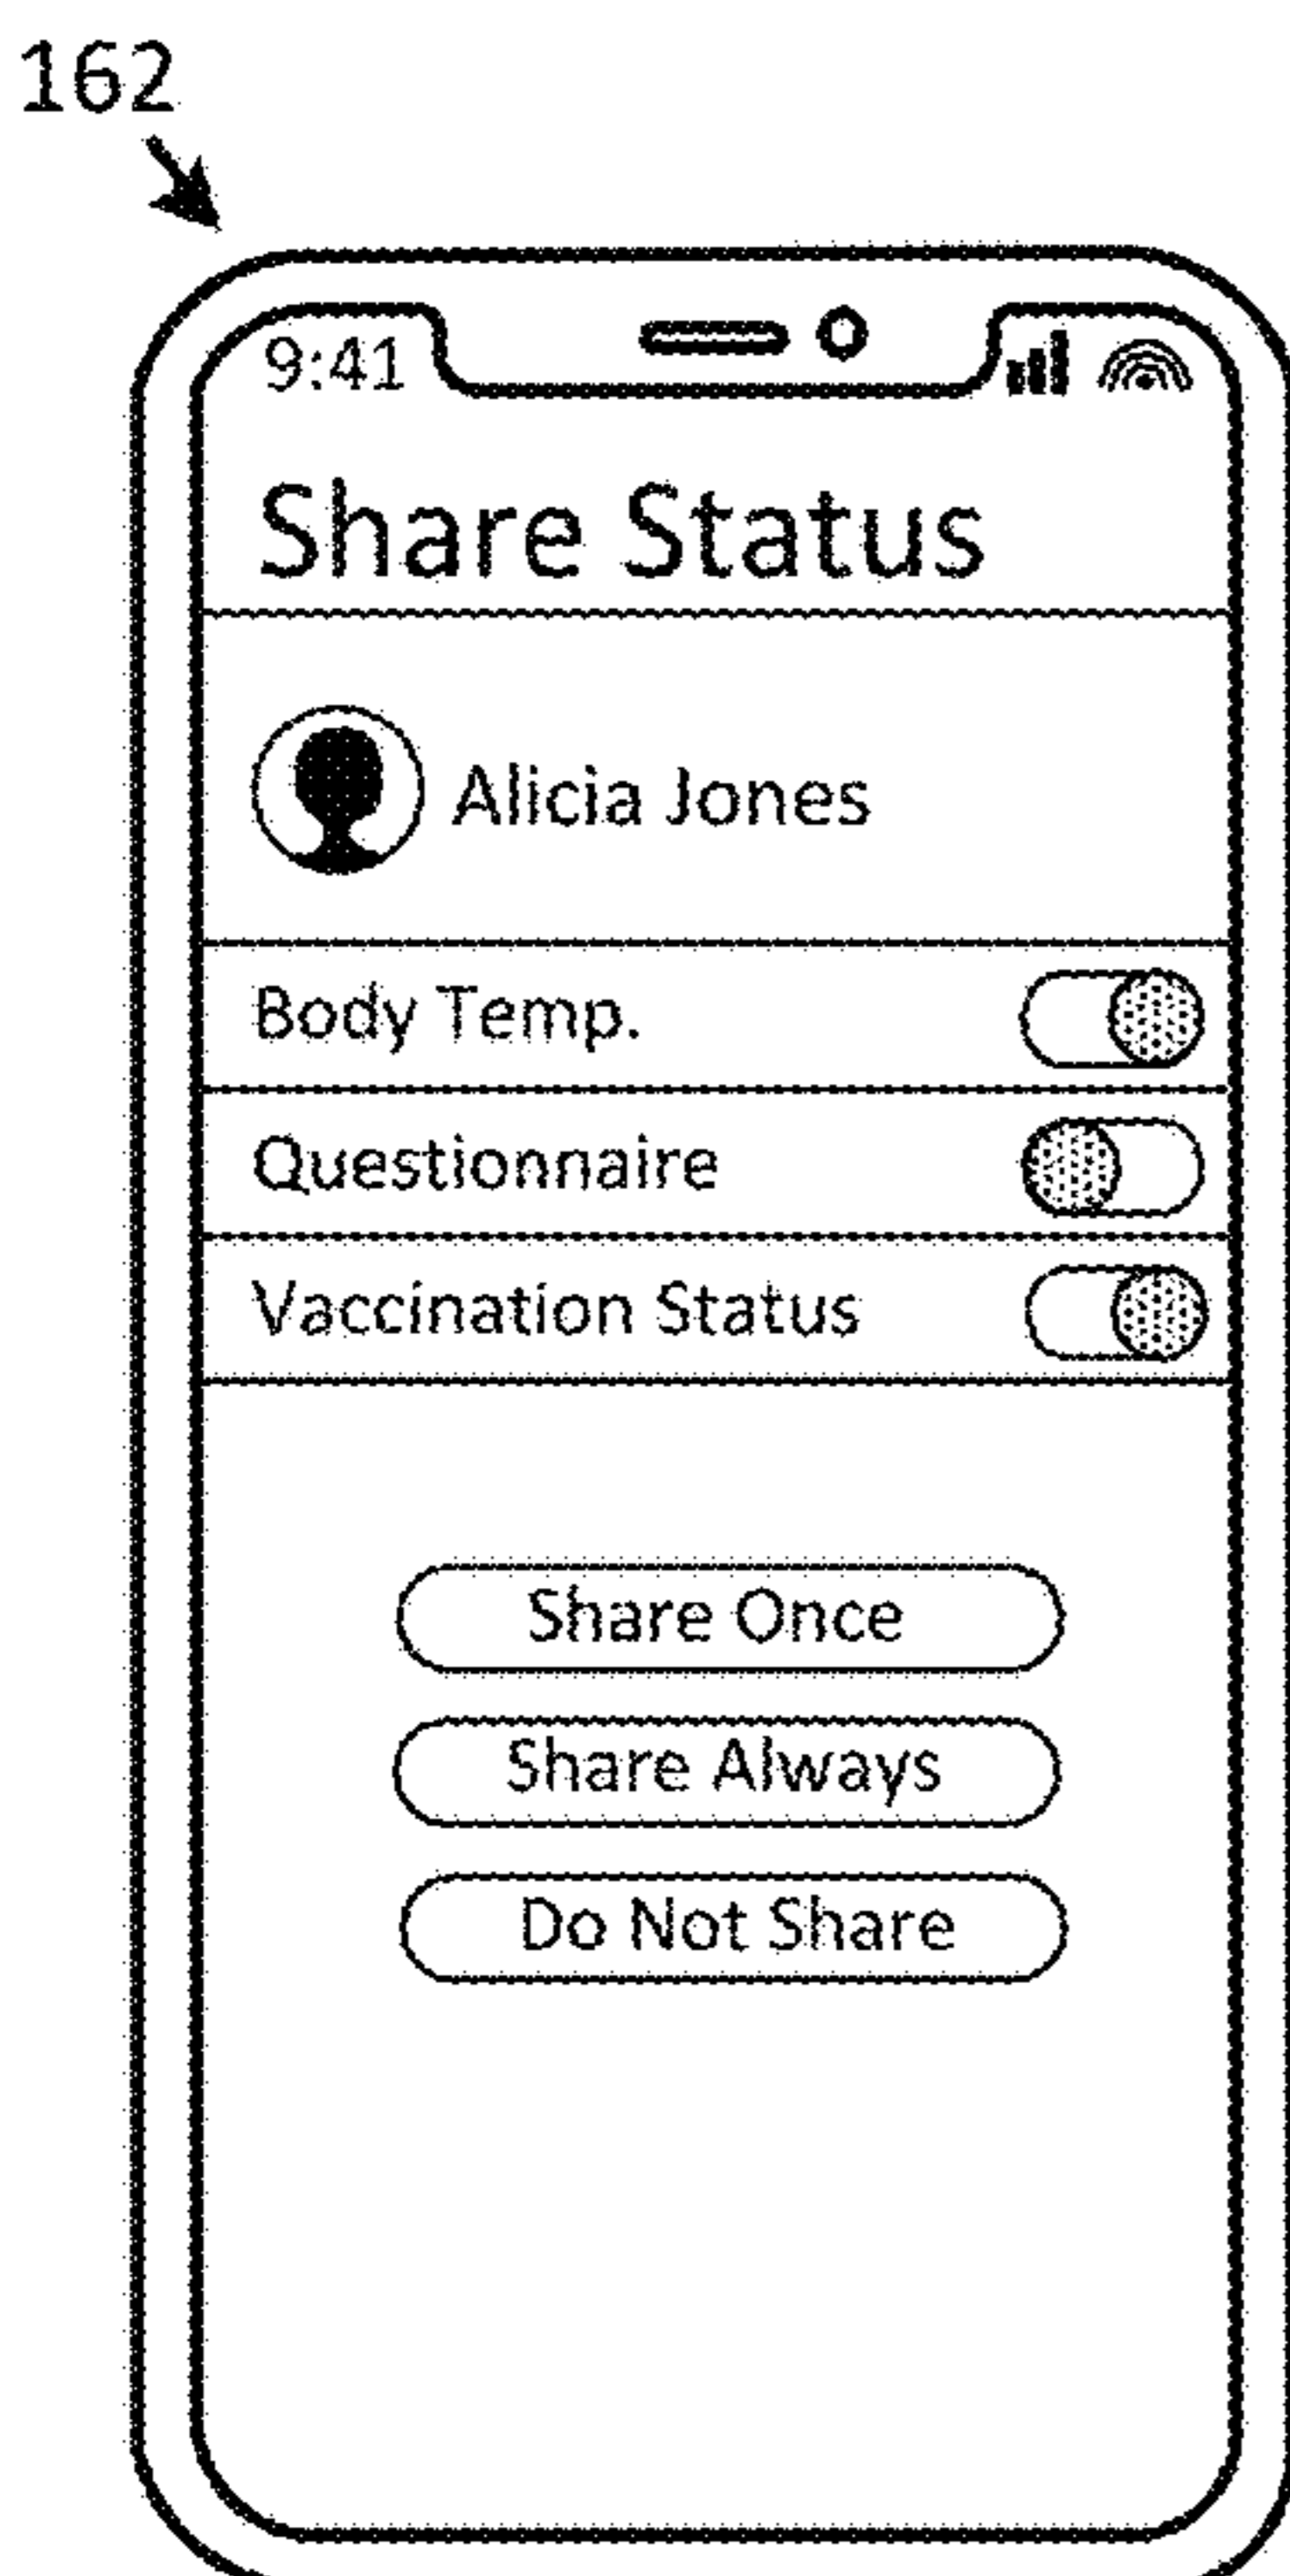 162
9:41
Share Status
Alicia Jones
Body Temp.
Questionnaire
Vaccination Status
Share Once
Share Always
Do Not Share